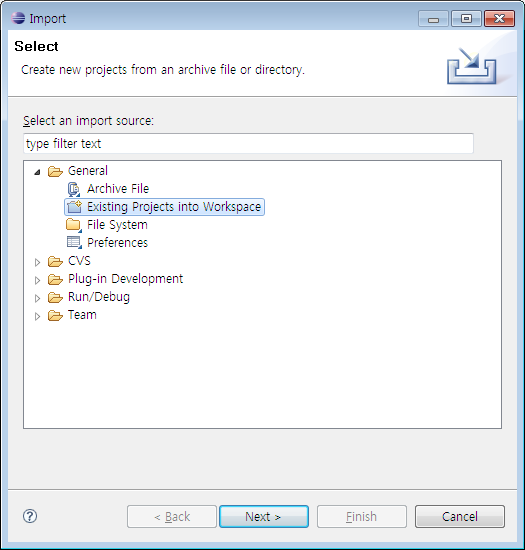 Import
Select
Create new projects from an archive file or directory.
Select an import source:
type filter text
General
Archive File
Existing Projects into Workspace
File System
Preferences
CVS
Plug-in Development
Run/Debug
Team
< Back
Next >
Finish
Cancel